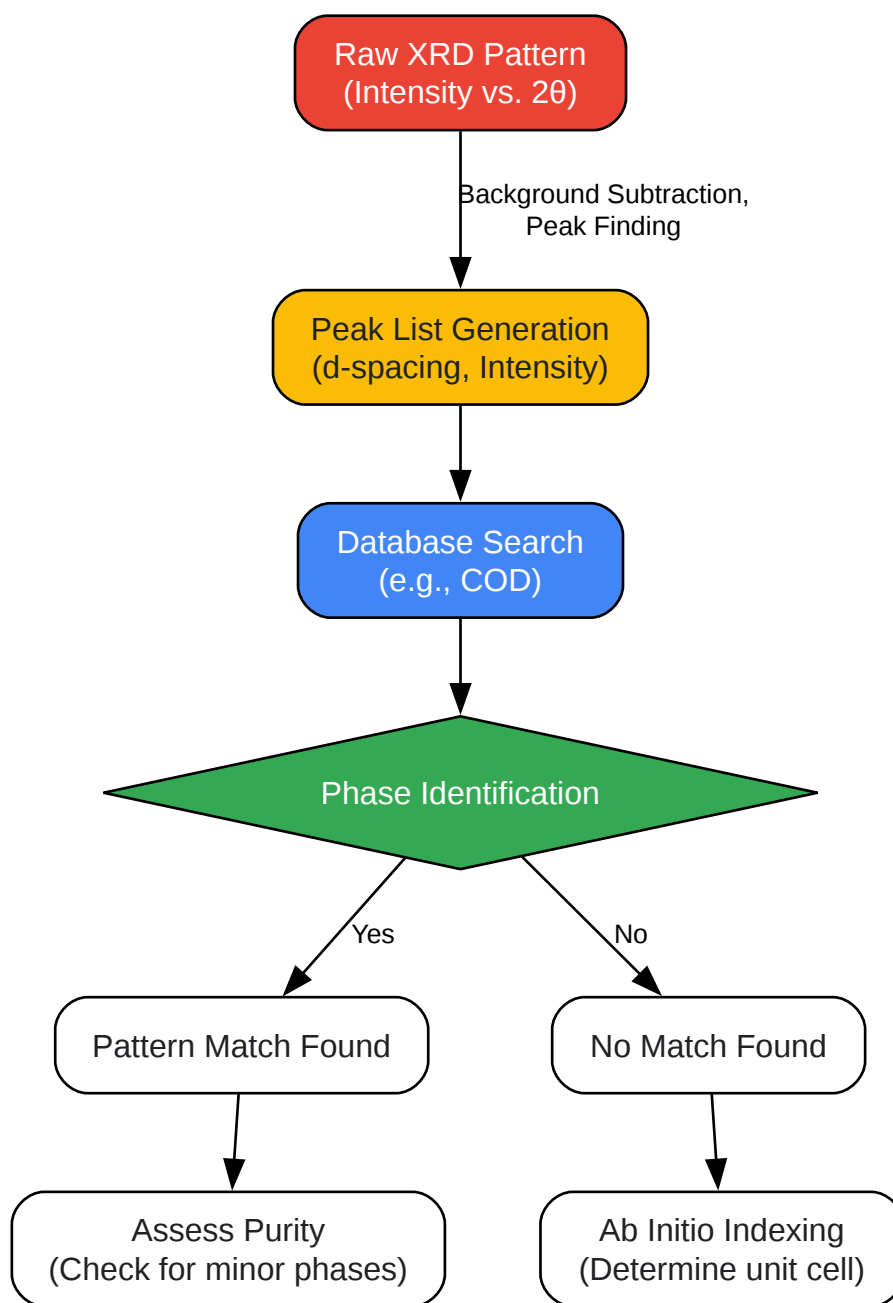 Raw XRD Pattern
(Intensity vs. 2θ)
Background Subtraction,
Peak Finding
Peak List Generation
(d-spacing, Intensity)
Database Search
(e.g., COD)
Phase Identification
Yes
No
Pattern Match Found
No Match Found
Assess Purity
(Check for minor phases)
Ab Initio Indexing
(Determine unit cell)